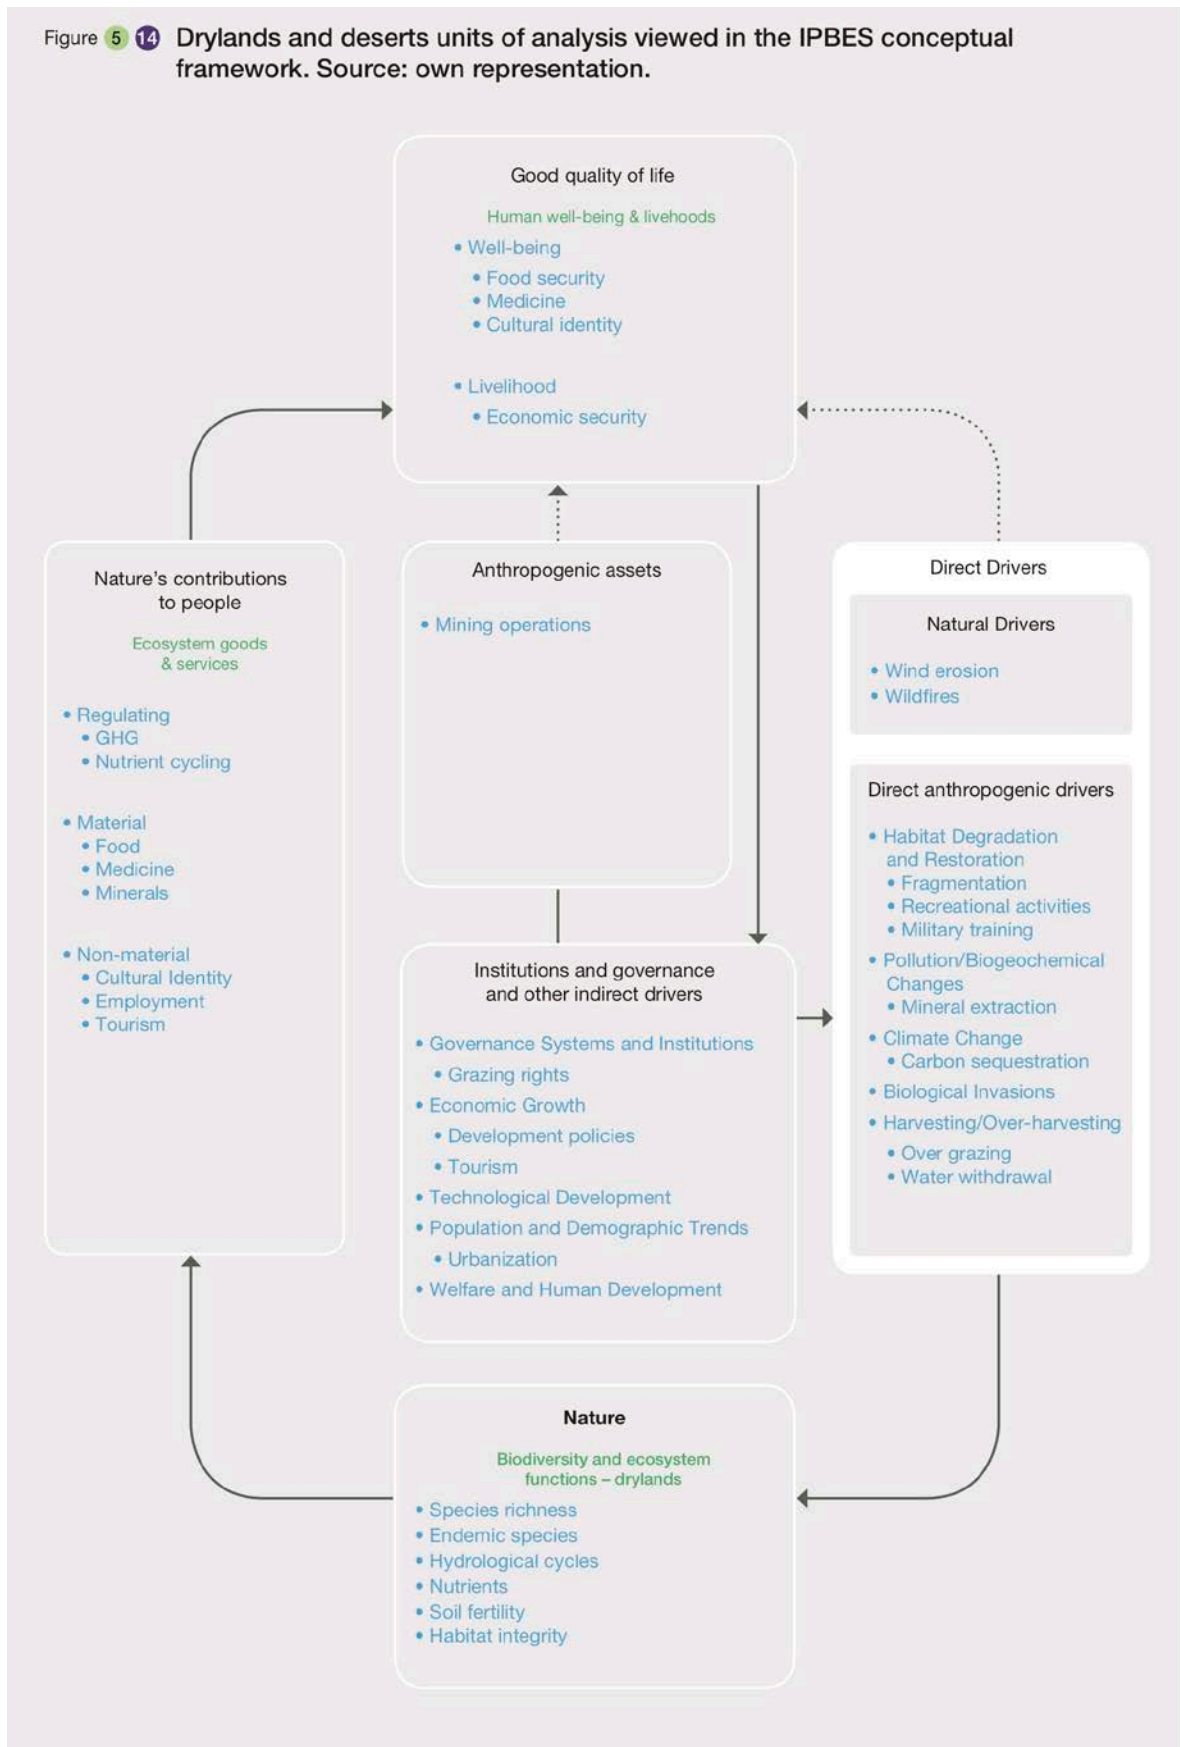 Figure 5 14 Drylands and deserts units of analysis viewed in the IPBES conceptual
framework. Source: own representation.
Good quality of life
Human well-being & livehoods
• Well-being
• Food security
• Medicine
• Cultural identity
• Livelihood
• Economic security
Nature's contributions
to people
Ecosystem goods
& services
• Regulating
• GHG
• Nutrient cycling
• Material
• Food
• Medicine
• Minerals
• Non-material
• Cultural Identity
• Employment
• Tourism
Anthropogenic assets
• Mining operations
Institutions and governance
and other indirect drivers
• Governance Systems and Institutions
• Grazing rights
• Economic Growth
• Development policies
• Tourism
• Technological Development
• Population and Demographic Trends
• Urbanization
• Welfare and Human Development
Direct Drivers
Natural Drivers
• Wind erosion
• Wildfires
Direct anthropogenic drivers
• Habitat Degradation
and Restoration
• Fragmentation
• Recreational activities
• Military training
• Pollution/Biogeochemical
Changes
• Mineral extraction
• Climate Change
• Carbon sequestration
• Biological Invasions
• Harvesting/Over-harvesting
• Over grazing
• Water withdrawal
Nature
Biodiversity and ecosystem
functions – drylands
• Species richness
• Endemic species
• Hydrological cycles
• Nutrients
• Soil fertility
• Habitat integrity